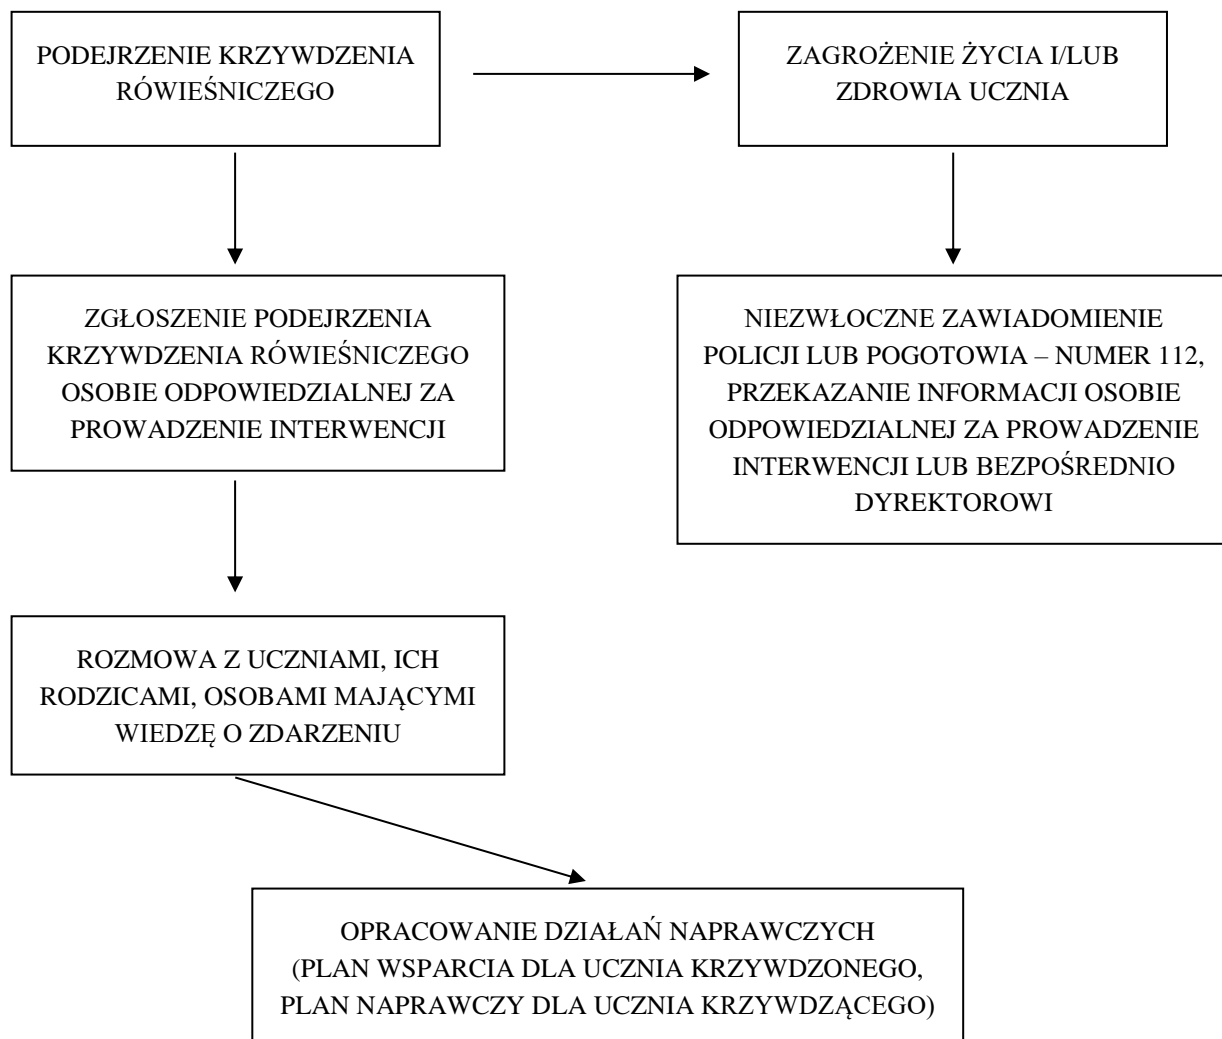 PODEJRZENIE KRZYWDZENIA
RÓWIEŚNICZEGO
ZAGROŻENIE ŻYCIA I/LUB
ZDROWIA UCZNIA
ZGŁOSZENIE PODEJRZENIA
KRZYWDZENIA RÓWIEŚNICZEGO
OSOBIE ODPOWIEDZIALNEJ ZA
PROWADZENIE INTERWENCJI
NIEZWŁOCZNE ZAWIADOMIENIE
POLICJI LUB POGOTOWIA – NUMER 112,
PRZEKAZANIE INFORMACJI OSOBIE
ODPOWIEDZIALNEJ ZA PROWADZENIE
INTERWENCJI LUB BEZPOŚREDNIO
DYREKTOROWI
ROZMOWA Z UCZNIAMI, ICH
RODZICAMI, OSOBAMI MAJĄCYMI
WIEDZĘ O ZDARZENIU
OPRACOWANIE DZIAŁAŃ NAPRAWCZYCH
(PLAN WSPARCIA DLA UCZNIA KRZYWDZONEGO,
PLAN NAPRAWCZY DLA UCZNIA KRZYWDZĄCEGO)